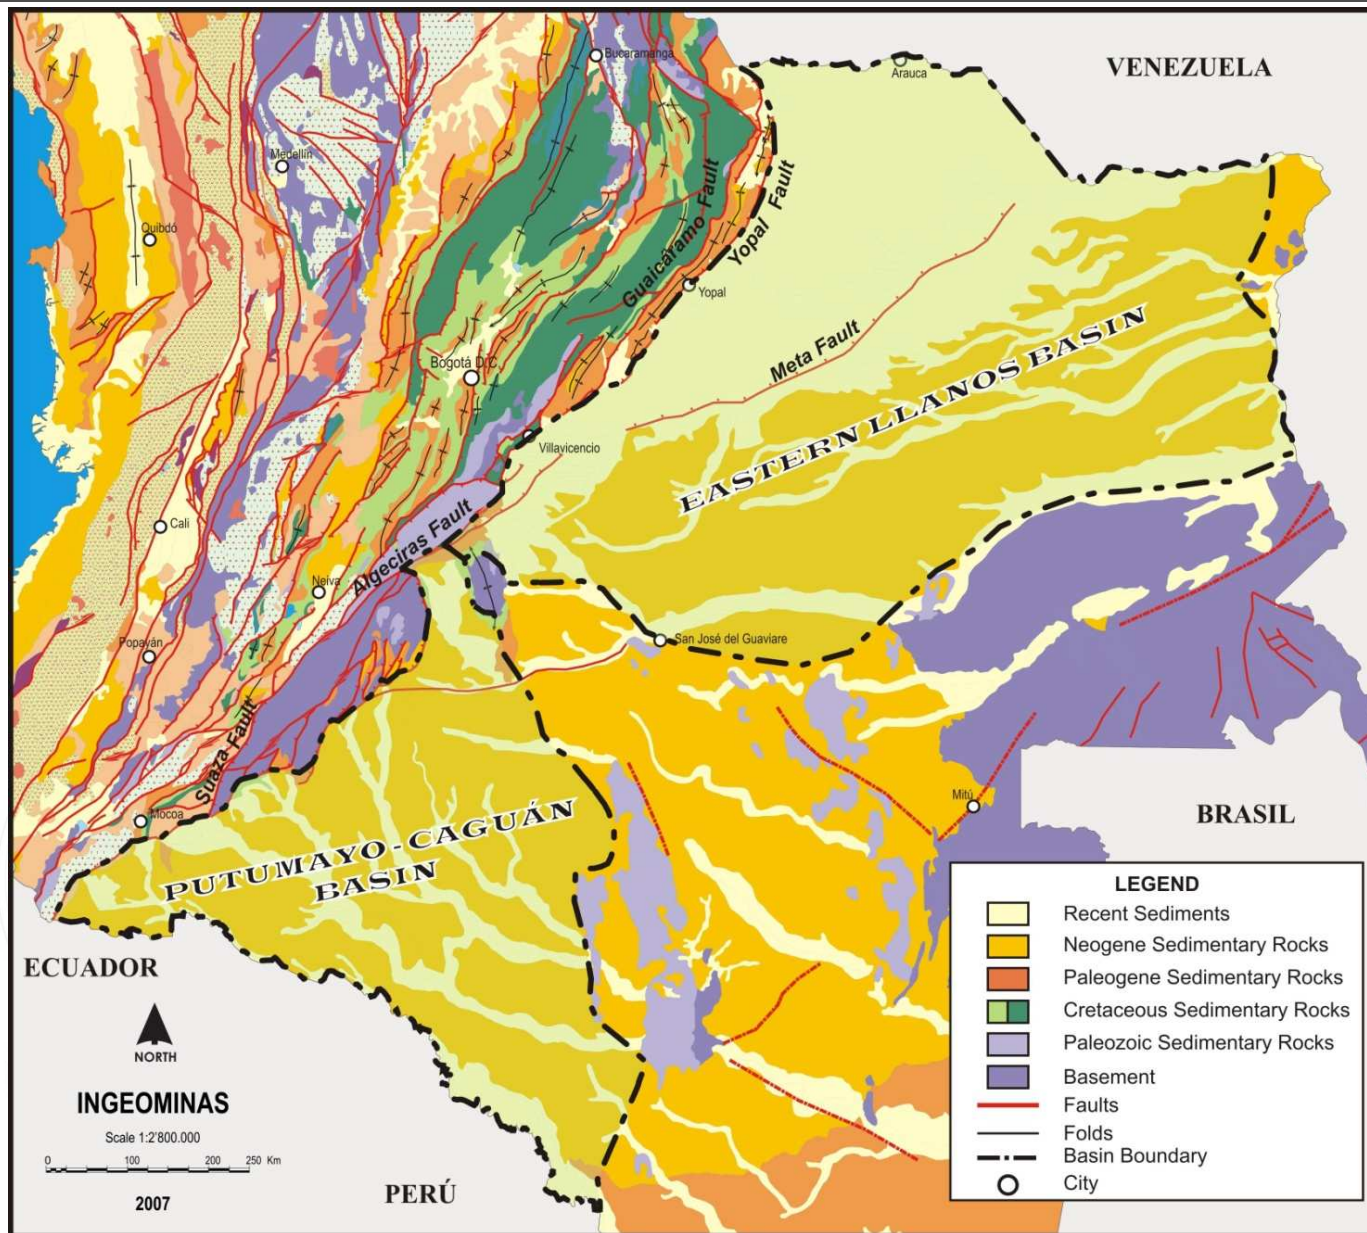 VENEZUELA
Bucaramanga
Arauca
Medellín
Quibdó
Guaicáramo Fault
Yopal Fault
Yopal
Meta Fault
Bogotá D.C.
EASTERN LLANOS BASIN
Villavicencio
Cali
Algeciras Fault
Neiva
San José del Guaviare
Popayán
Suaza Fault
Mitú
Mocoa
BRASIL
PUTUMAYO-CAGUÁN
BASIN
ECUADOR
NORTH
INGEOMINAS
Scale 1:2'800.000
0 100 200 250 Km
2007
PERÚ
LEGEND
Recent Sediments
Neogene Sedimentary Rocks
Paleogene Sedimentary Rocks
Cretaceous Sedimentary Rocks
Paleozoic Sedimentary Rocks
Basement
Faults
Folds
Basin Boundary
City